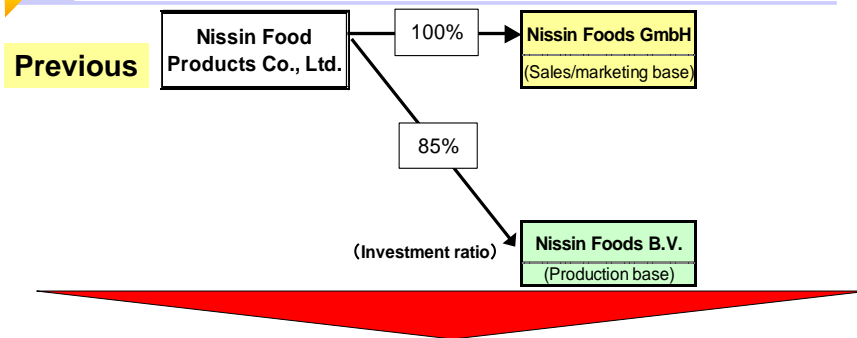 Previous
Nissin Food
Products Co., Ltd.
100%
Nissin Foods GmbH
(Sales/marketing base)
85%
（Investment ratio）
Nissin Foods B.V.
(Production base)